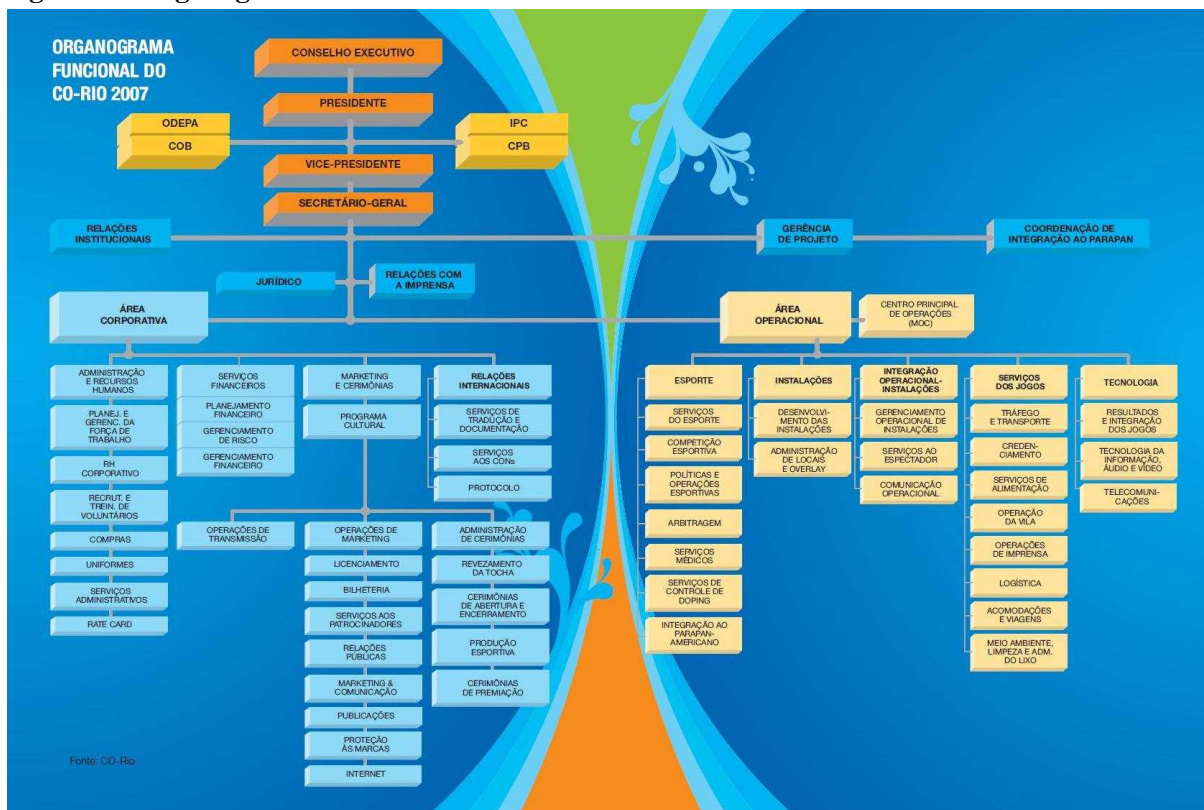 ORGANOGRAMA
FUNCIONAL DO
CO-RIO 2007
CONSELHO EXECUTIVO
PRESIDENTE
ODEPA
COB
IPC
CPB
VICE-PRESIDENTE
SECRETÁRIO-GERAL
RELAÇÕES
INSTITUCIONAIS
GERÊNCIA
DE PROJETO
COORDENAÇÃO DE
INTEGRAÇÃO AO PARAPAN
JURÍDICO
RELAÇÕES COM
A IMPRENSA
ÁREA
CORPORATIVA
ÁREA
OPERACIONAL
CENTRO PRINCIPAL
DE OPERAÇÕES
(MOC)
ADMINISTRAÇÃO
E RECURSOS
HUMANOS
PLANEJ. E
GERENC. DA
FORÇA DE
TRABALHO
RH
CORPORATIVO
RECRUT. E
TREIN. DE
VOLUNTÁRIOS
COMPRAS
UNIFORMES
SERVIÇOS
ADMINISTRATIVOS
RATE CARD
SERVIÇOS
FINANCEIROS
PLANEJAMENTO
FINANCEIRO
GERENCIAMENTO
DE RISCO
GERENCIAMENTO
FINANCEIRO
MARKETING
E CERIMÔNIAS
PROGRAMA
CULTURAL
RELAÇÕES
INTERNACIONAIS
SERVIÇOS DE
TRADUÇÃO E
DOCUMENTAÇÃO
SERVIÇOS
AOS CONs
PROTOCOLO
OPERAÇÕES DE
TRANSMISSÃO
OPERAÇÕES DE
MARKETING
LICENCIAMENTO
BILHETERIA
SERVIÇOS AOS
PATROCINADORES
RELAÇÕES
PÚBLICAS
MARKETING &
COMUNICAÇÃO
PUBLICAÇÕES
PROTEÇÃO
ÀS MARCAS
INTERNET
ADMINISTRAÇÃO
DE CERIMÔNIAS
REVEZAMENTO
DA TOCHA
CERIMÔNIAS
DE ABERTURA E
ENCERRAMENTO
PRODUÇÃO
ESPORTIVA
CERIMÔNIAS
DE PREMIAÇÃO
ESPORTE
SERVIÇOS
DO ESPORTE
COMPETIÇÃO
ESPORTIVA
POLÍTICAS E
OPERAÇÕES
ESPORTIVAS
ARBITRAGEM
SERVIÇOS
MÉDICOS
SERVIÇOS DE
CONTROLE DE
DOPING
INTEGRAÇÃO AO
PARAPAN-
AMERICANO
INSTALAÇÕES
DESENVOLVI-
MENTO DAS
INSTALAÇÕES
ADMINISTRAÇÃO
DE LOCAIS
E OVERLAY
INTEGRAÇÃO
OPERACIONAL-
INSTALAÇÕES
GERENCIAMENTO
OPERACIONAL DE
INSTALAÇÕES
SERVIÇOS AO
ESPECTADOR
COMUNICAÇÃO
OPERACIONAL
SERVIÇOS
DOS JOGOS
TRÁFEGO
E TRANSPORTE
CREDEN-
CIAMENTO
SERVIÇOS DE
ALIMENTAÇÃO
OPERAÇÃO
DA VILA
OPERAÇÕES
DE IMPRENSA
LOGÍSTICA
ACOMODAÇÕES
E VIAGENS
MEIO AMBIENTE,
LIMPEZA E ADM.
DO LIXO
TECNOLOGIA
RESULTADOS
E INTEGRAÇÃO
DOS JOGOS
TECNOLOGIA DA
INFORMAÇÃO,
ÁUDIO E VÍDEO
TELECOMUNI-
CAÇÕES
Fonte: CO-Rio